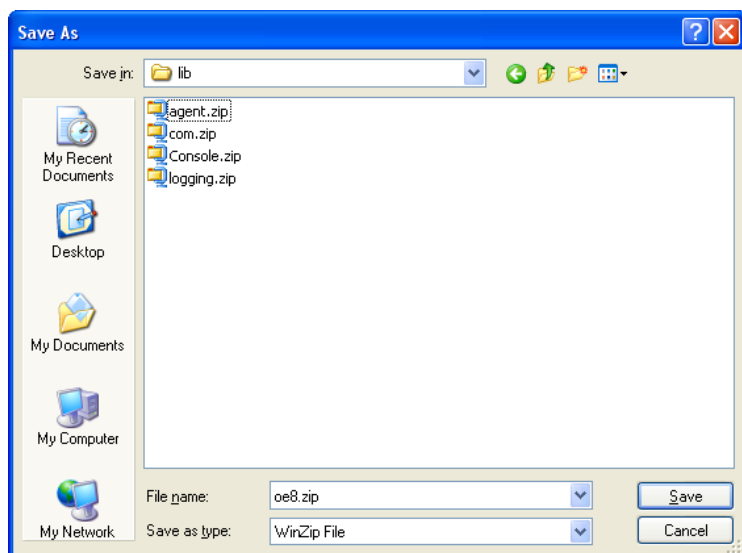 Save As
Save in: lib
agent.zip
com.zip
Console.zip
logging.zip
My Recent
Documents
Desktop
My Documents
My Computer
My Network
File name: oe8.zip Save
Save as type: WinZip File Cancel